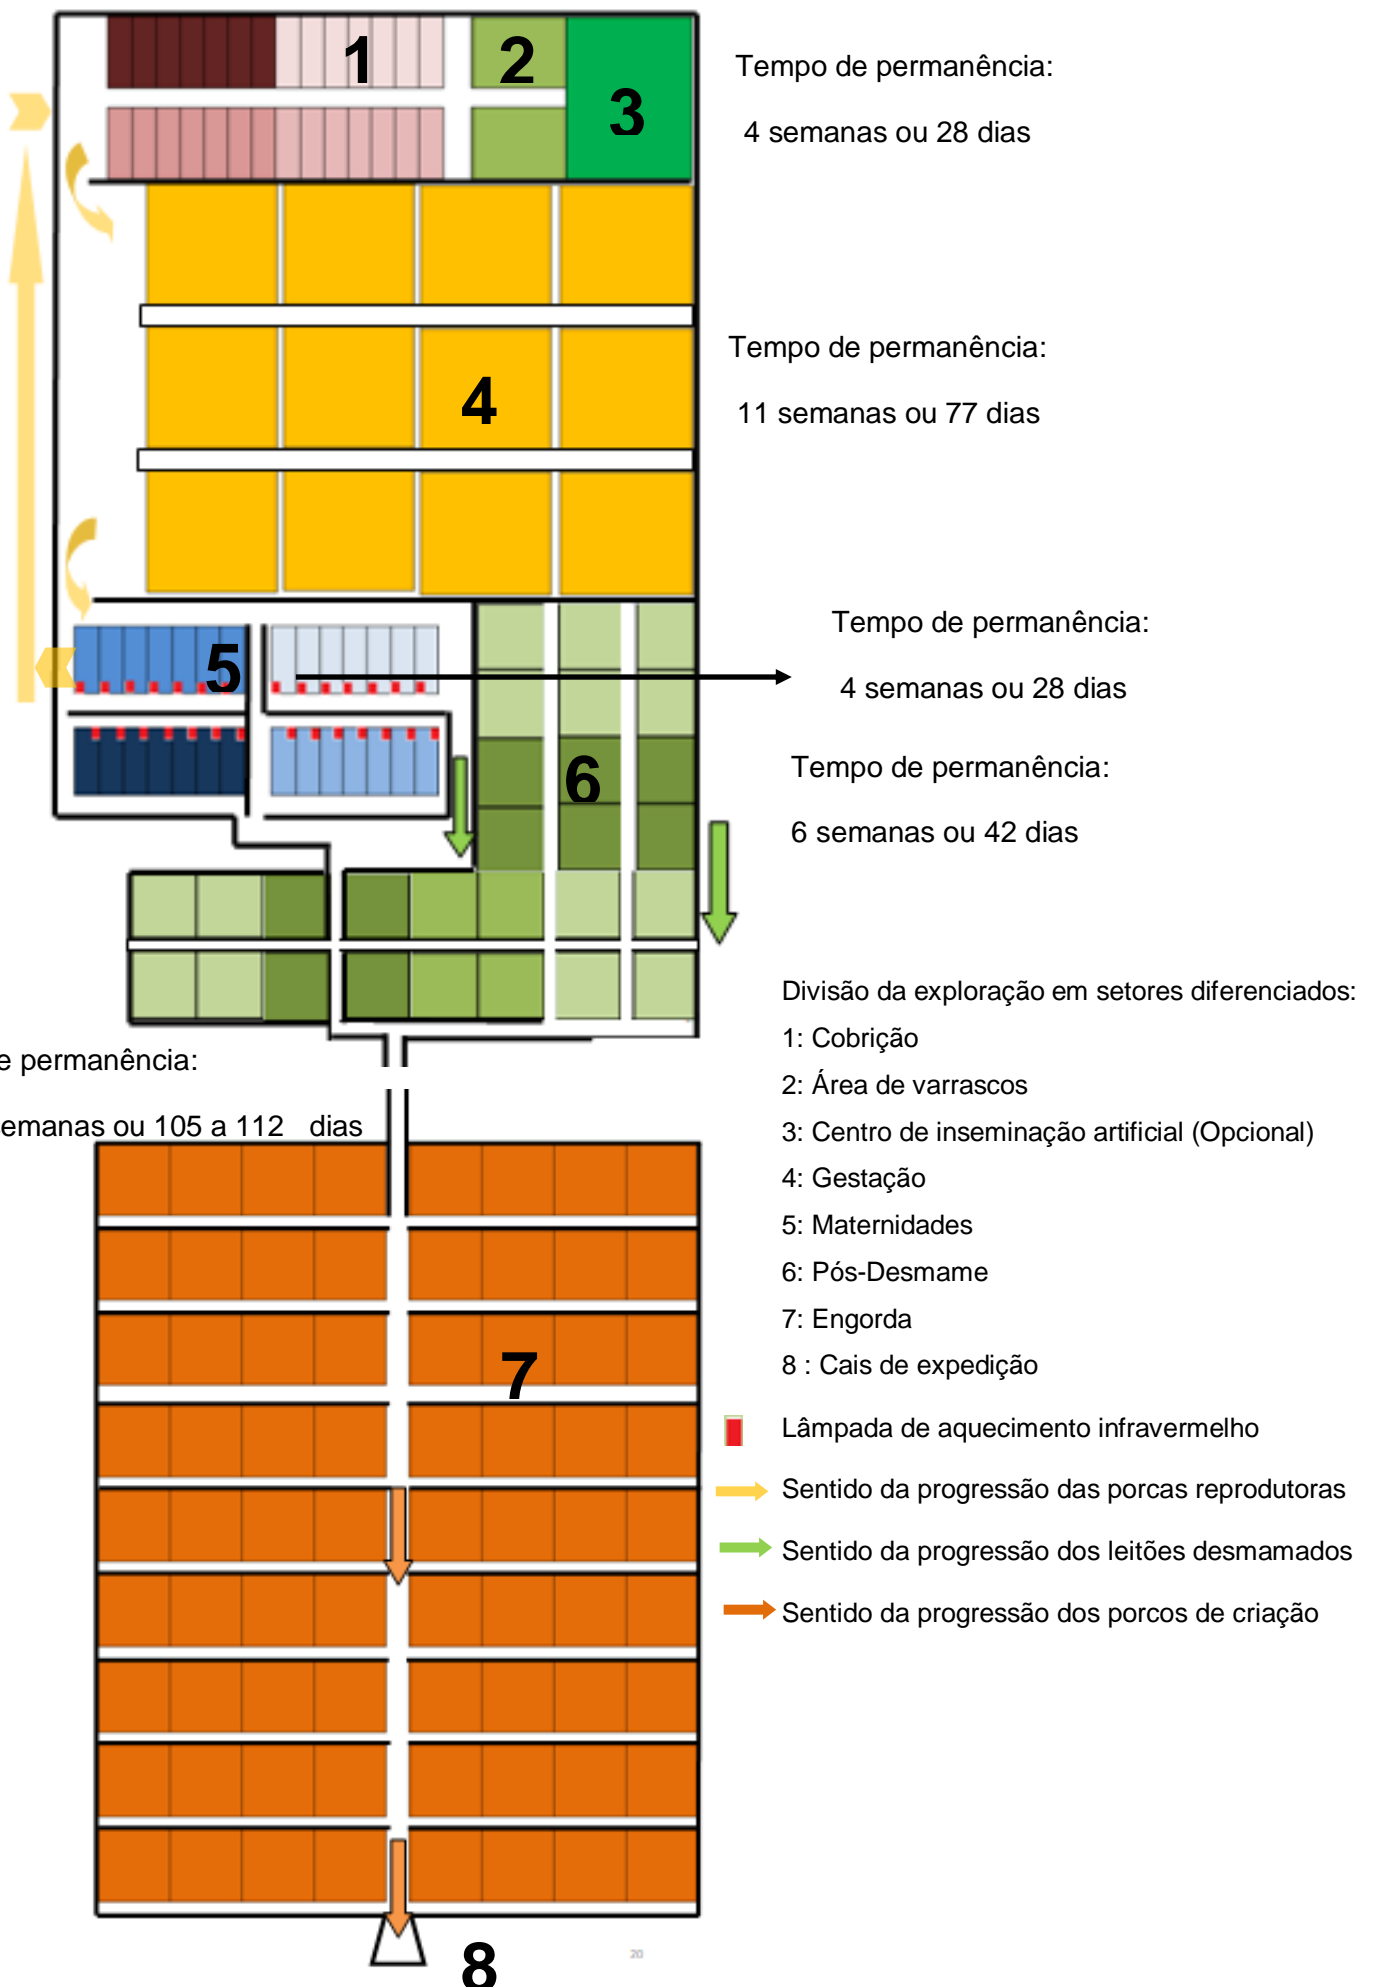 1
2
3
Tempo de permanência:
4 semanas ou 28 dias
4
Tempo de permanência:
11 semanas ou 77 dias
5
Tempo de permanência:
4 semanas ou 28 dias
6
Tempo de permanência:
6 semanas ou 42 dias
Divisão da exploração em setores diferenciados:
1: Cobrição
2: Área de varrascos
3: Centro de inseminação artificial (Opcional)
4: Gestação
5: Maternidades
6: Pós-Desmame
7: Engorda
8 : Cais de expedição
e permanência:
emanas ou 105 a 112 dias
7
Lâmpada de aquecimento infravermelho
Sentido da progressão das porcas reprodutoras
Sentido da progressão dos leitões desmamados
Sentido da progressão dos porcos de criação
8
20